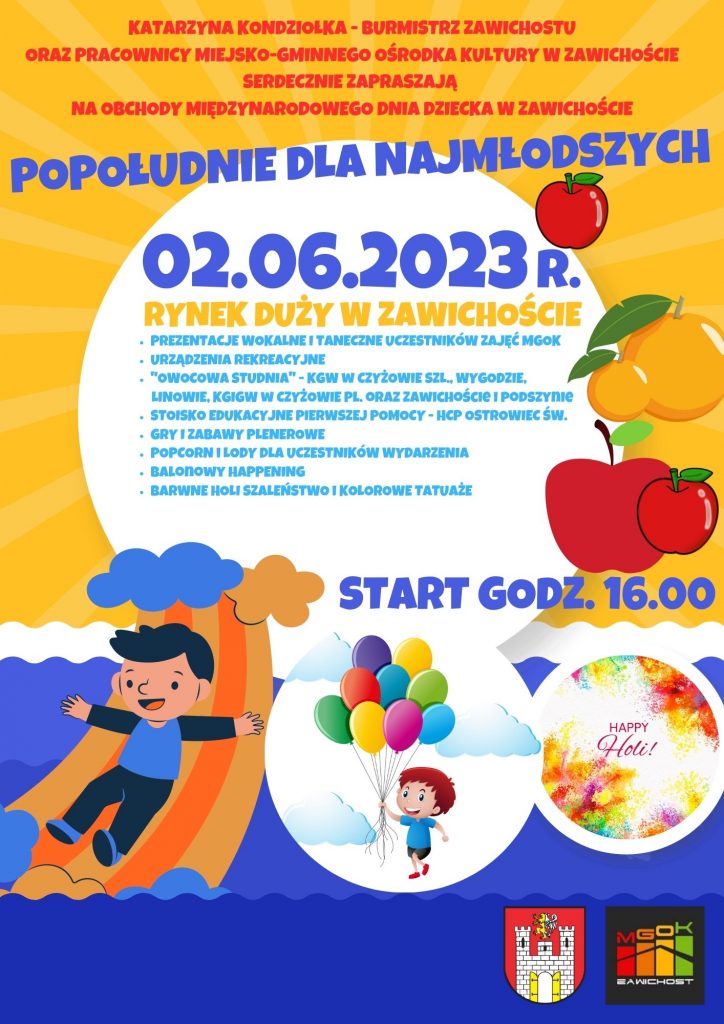 KATARZYNA KONDZIOŁKA - BURMISTRZ ZAWICHOSTU
ORAZ PRACOWNICY MIEJSKO-GMINNEGO OŚRODKA KULTURY W ZAWICHOŚCIE
SERDECZNIE ZAPRASZAJĄ
NA OBCHODY MIĘDZYNARODOWEGO DNIA DZIECKA W ZAWICHOŚCIE
POPOŁUDNIE DLA NAJMŁODSZYCH
02.06.2023 R.
RYNEK DUŻY W ZAWICHOŚCIE
• PREZENTACJE WOKALNE I TANECZNE UCZESTNIKÓW ZAJĘĆ MGOK
• URZĄDZENIA REKREACYJNE
• "OWOCOWA STUDNIA" - KGW W CZYŻOWIE SZL., WYGODZIE,
LINOWIE, KGIGW W CZYŻOWIE PL. ORAZ ZAWICHOŚCIE I PODSZYNIE
• STOISKO EDUKACYJNE PIERWSZEJ POMOCY - HCP OSTROWIEC ŚW.
• GRY I ZABAWY PLENEROWE
• POPCORN I LODY DLA UCZESTNIKÓW WYDARZENIA
• BALONOWY HAPPENING
• BARWNE HOLI SZALEŃSTWO I KOLOROWE TATUAŻE
START GODZ. 16.00
HAPPY
Holi!
MGOK
ZAWICHOST